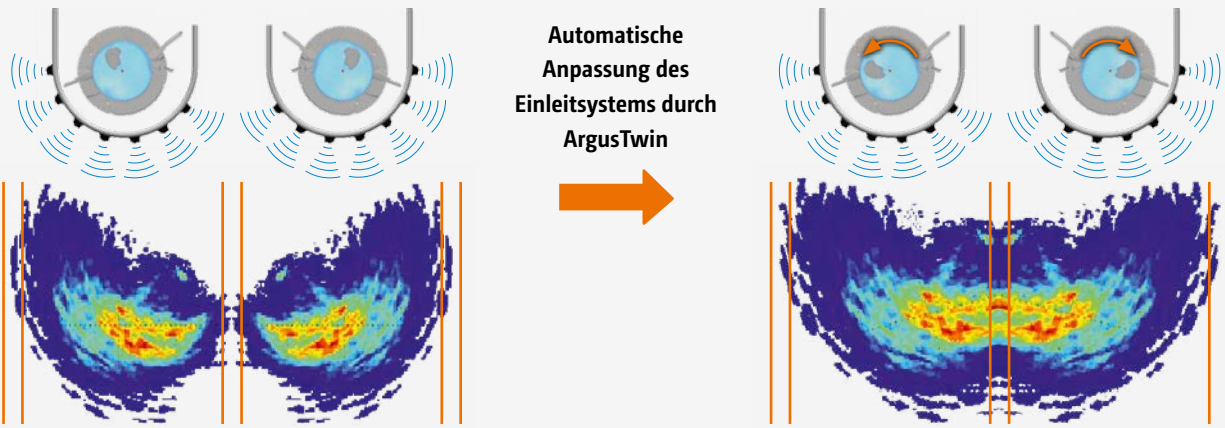 Automatische
Anpassung des
Einleitsystems durch
ArgusTwin